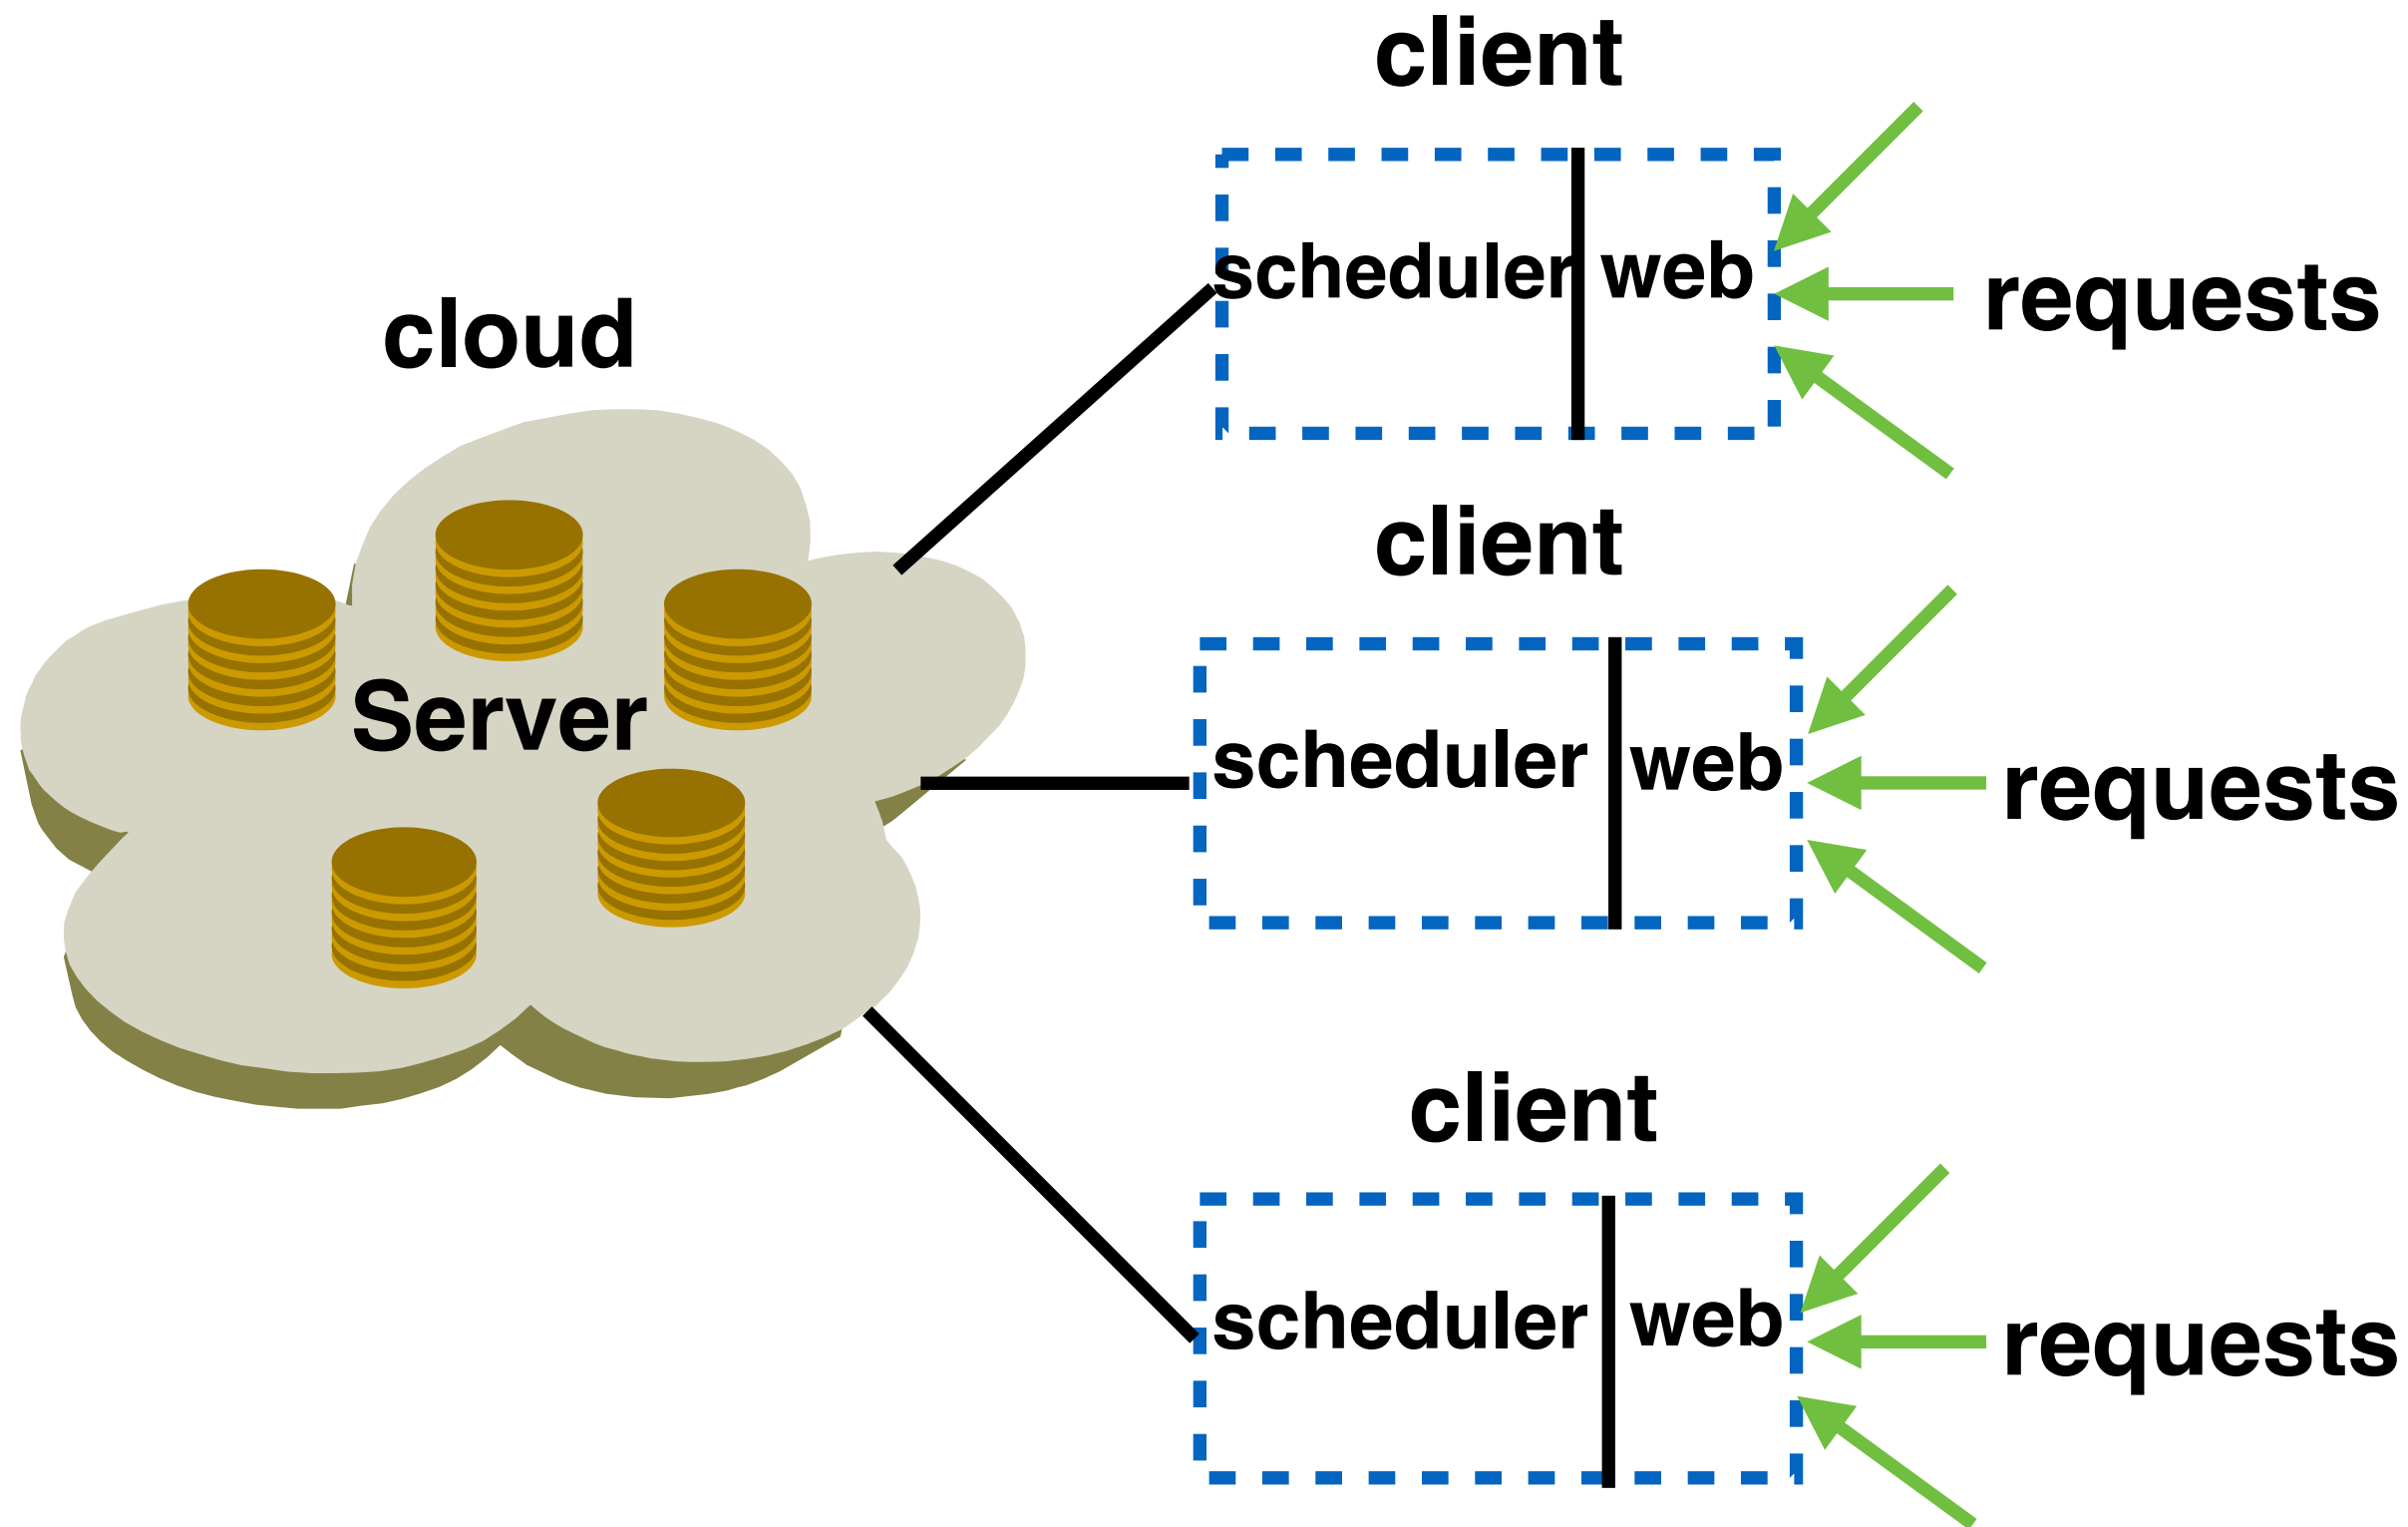 client
scheduler web
requests
cloud
client
Server
scheduler web
requests
client
scheduler web
requests